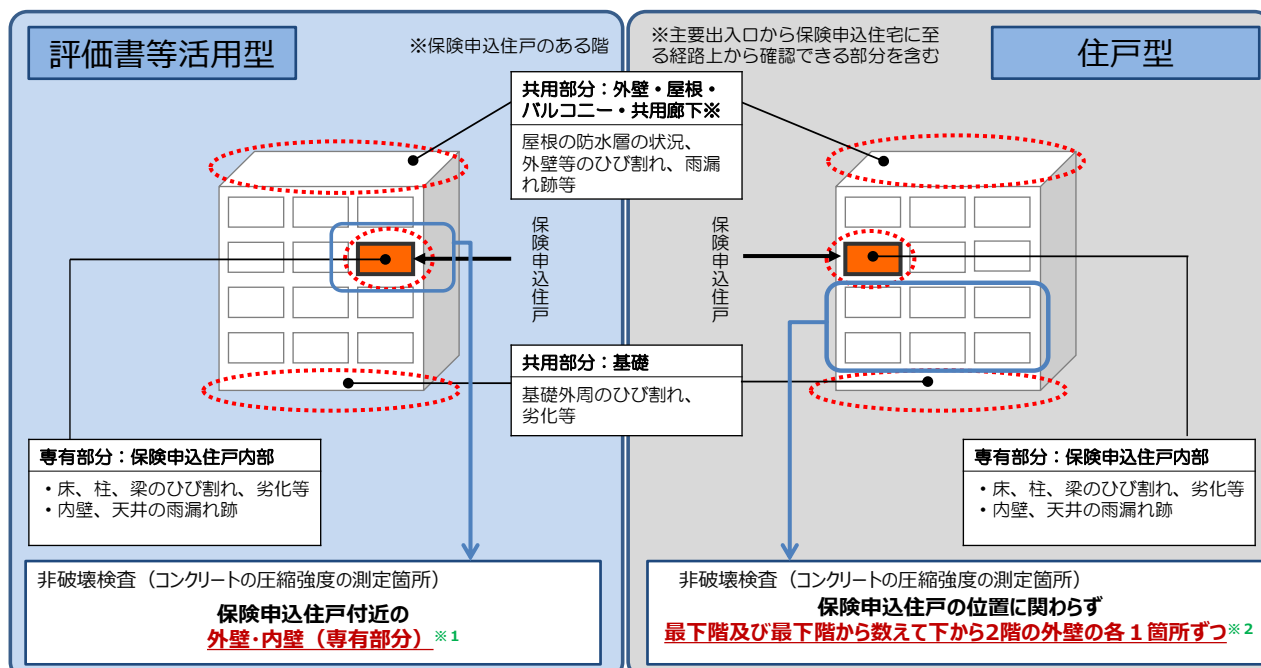 評価書等活用型
※保険申込住戸のある階
※主要出入口から保険申込住宅に至
る経路上から確認できる部分を含む
住戸型
共用部分：外壁・屋根・
バルコニー・共用廊下※
屋根の防水層の状況、
外壁等のひび割れ、雨漏
れ跡等
保険申込住戸
保険申込住戸
共用部分：基礎
基礎外周のひび割れ、
劣化等
専有部分：保険申込住戸内部
・床、柱、梁のひび割れ、劣化等
・内壁、天井の雨漏れ跡
専有部分：保険申込住戸内部
・床、柱、梁のひび割れ、劣化等
・内壁、天井の雨漏れ跡
非破壊検査（コンクリートの圧縮強度の測定箇所）
保険申込住戸付近の
外壁・内壁（専有部分）※1
非破壊検査（コンクリートの圧縮強度の測定箇所）
保険申込住戸の位置に関わらず
最下階及び最下階から数えて下から2階の外壁の各１箇所ずつ※2